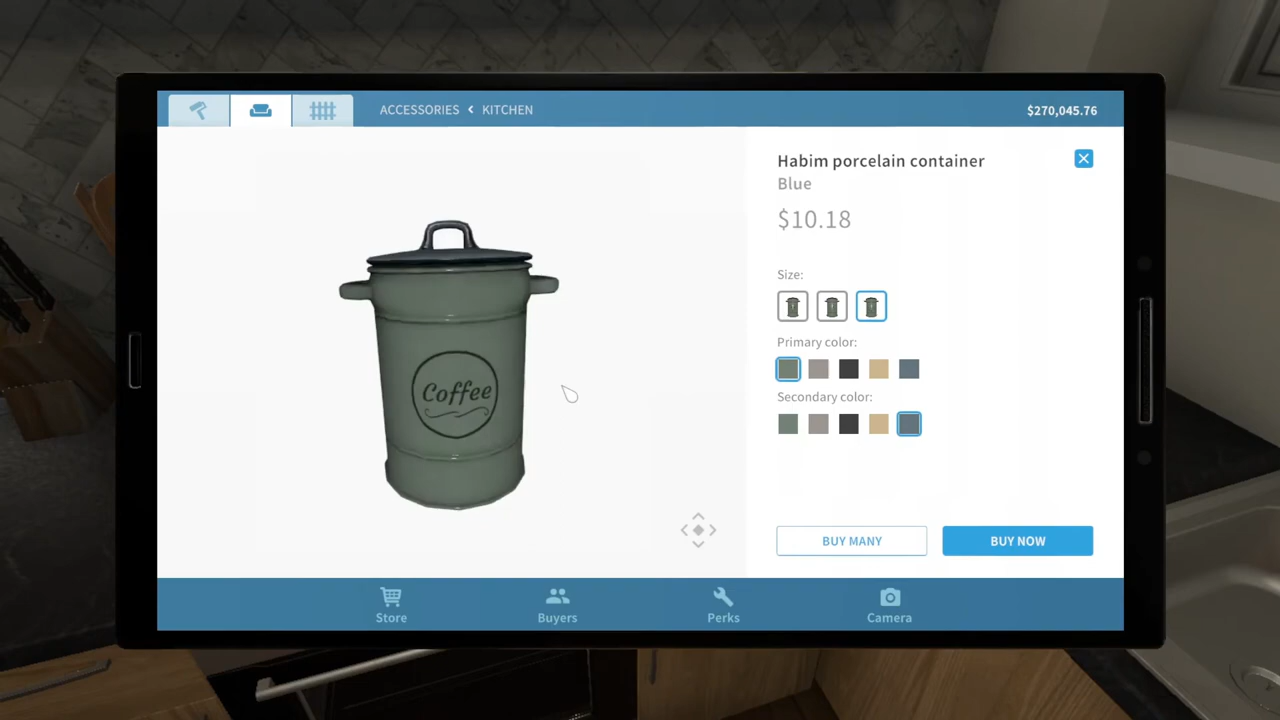 ACCESSORIES < KITCHEN
$270,045.76
Habim porcelain container
Blue
$10.18
Size:
Primary color:
Secondary color:
Coffee
BUY MANY
BUY NOW
Store
Buyers
Perks
Camera